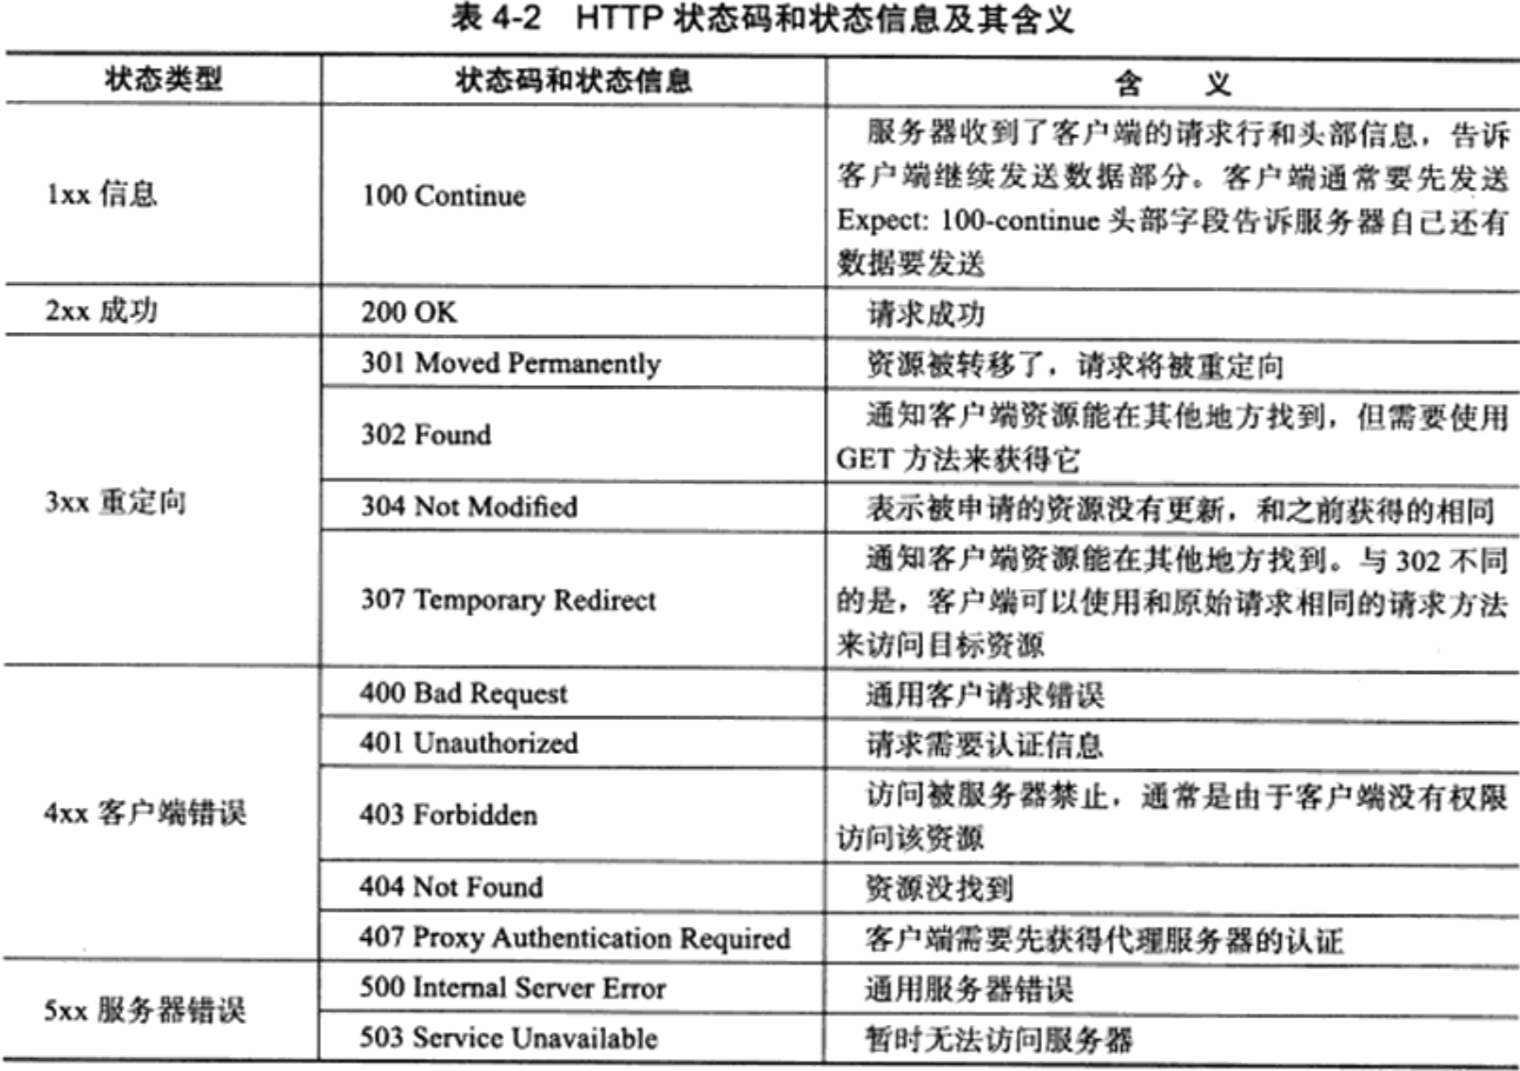 表 4-2 HTTP 状态码和状态信息及其含义
状态类型 状态码和状态信息 含 义
1xx 信息 100 Continue
服务器收到了客户端的请求行和头部信息，告诉
客户端继续发送数据部分。客户端通常要先发送
Expect: 100-continue 头部字段告诉服务器自己还有
数据要发送
2xx 成功 200 OK 请求成功
3xx 重定向
301 Moved Permanently 资源被转移了，请求将被重定向
302 Found
通知客户端资源能在其他地方找到，但需要使用
GET 方法来获得它
304 Not Modified 表示被申请的资源没有更新，和之前获得的相同
307 Temporary Redirect
通知客户端资源能在其他地方找到。与 302 不同
的是，客户端可以使用和原始请求相同的请求方法
来访问目标资源
4xx 客户端错误
400 Bad Request 通用客户请求错误
401 Unauthorized 请求需要认证信息
403 Forbidden
访问被服务器禁止，通常是由于客户端没有权限
访问该资源
404 Not Found 资源没找到
407 Proxy Authentication Required 客户端需要先获得代理服务器的认证
5xx 服务器错误
500 Internal Server Error 通用服务器错误
503 Service Unavailable 暂时无法访问服务器